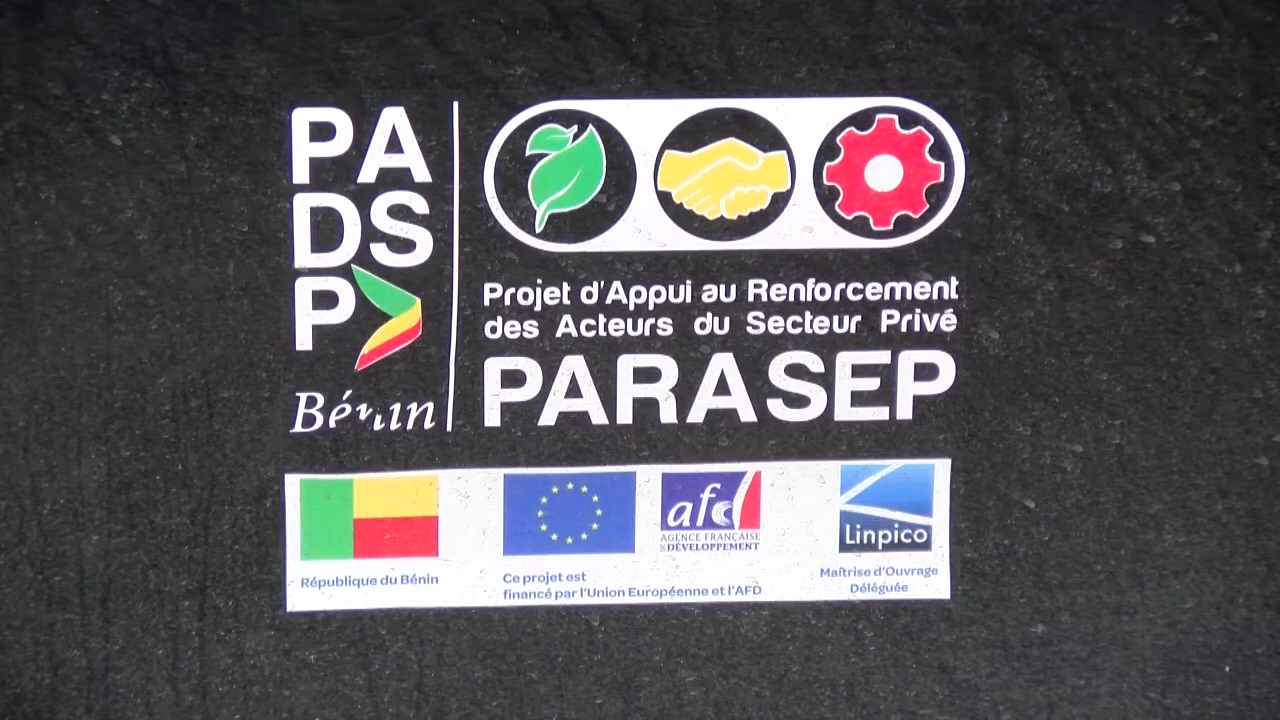 PA
DS
P
Bénin
Projet d'Appui au Renforcement
des Acteurs du Secteur Privé
PARASEP
République du Bénin
Ce projet est
financé par l'Union Européenne et l'AFD
afd
AGENCE FRANÇAISE
DE DÉVELOPPEMENT
Linpico
Maîtrise d'Ouvrage
Déléguée